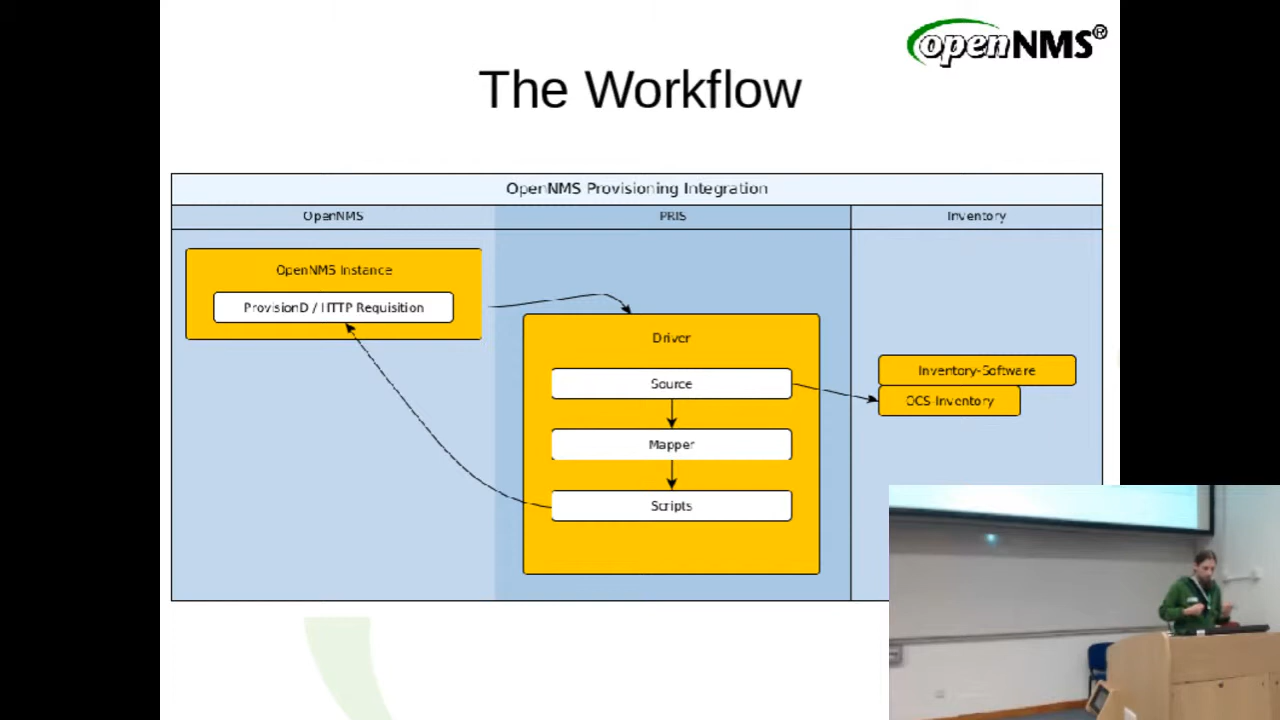 openNMS®
The Workflow
OpenNMS Provisioning Integration
OpenNMS
PRIS
Inventory
OpenNMS Instance
ProvisionD / HTTP Requisition
Driver
Source
Mapper
Scripts
Inventory-Software
OCS-Inventory